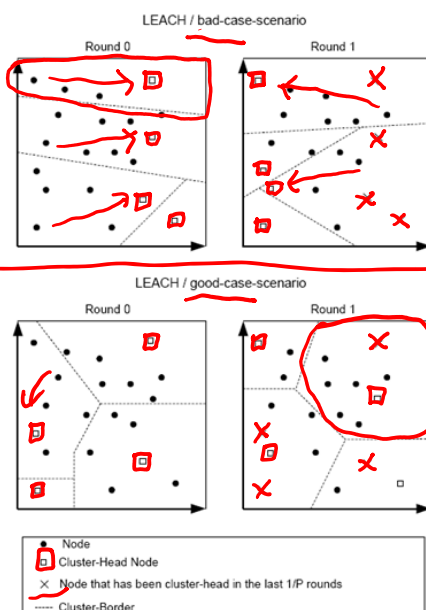 LEACH / bad-case-scenario
Round 0 Round 1
LEACH / good-case-scenario
Round 0 Round 1
Node
Cluster-Head Node
Node that has been cluster-head in the last 1/P rounds
Cluster-Border